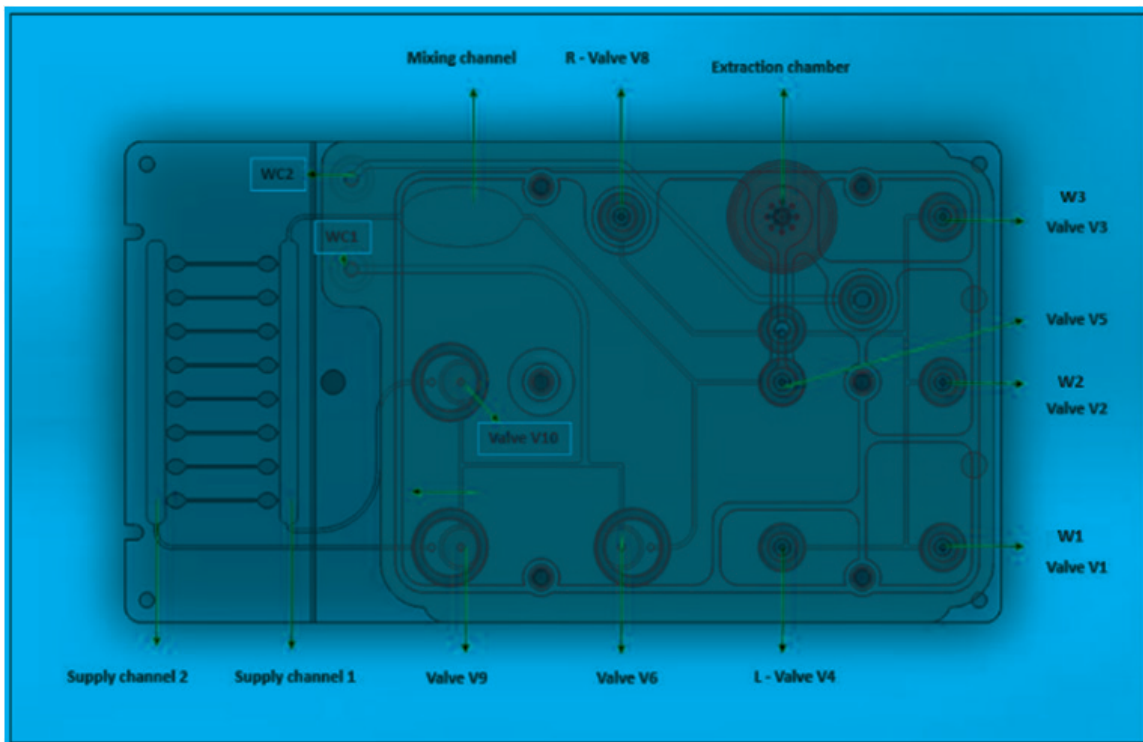 Mixing channel
R - Valve V8
Extraction chamber
WC2
W3
Valve V3
WC1
Valve V5
W2
Valve V2
Valve V10
W1
Valve V1
Supply channel 2
Supply channel 1
Valve V9
Valve V6
L - Valve V4